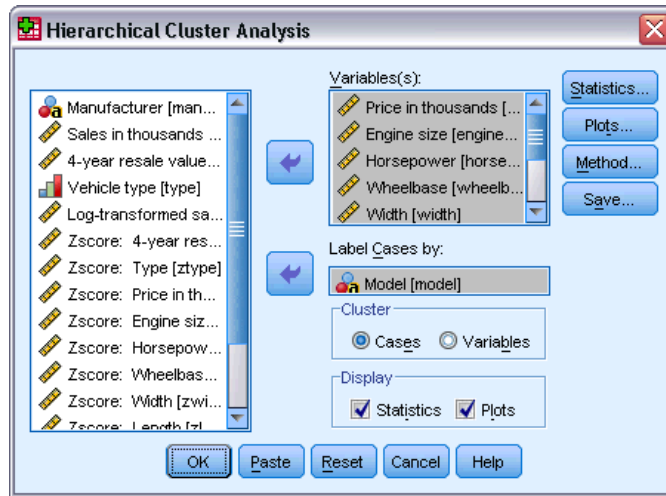 Hierarchical Cluster Analysis
Manufacturer [man...
Sales in thousands ...
4-year resale value...
Vehicle type [type]
Log-transformed sa...
Zscore: 4-year res...
Zscore: Type [ztype]
Zscore: Price in th...
Zscore: Engine siz...
Zscore: Horsepow...
Zscore: Wheelbas...
Zscore: Width [zwi...
Zscore: Length [zl...
Variables(s):
Price in thousands [...
Engine size [engine...
Horsepower [horse...
Wheelbase [wheelb...
Width [width]
Label Cases by:
Model [model]
Cluster
Cases Variables
Display
Statistics Plots
Statistics...
Plots...
Method...
Save...
OK Paste Reset Cancel Help